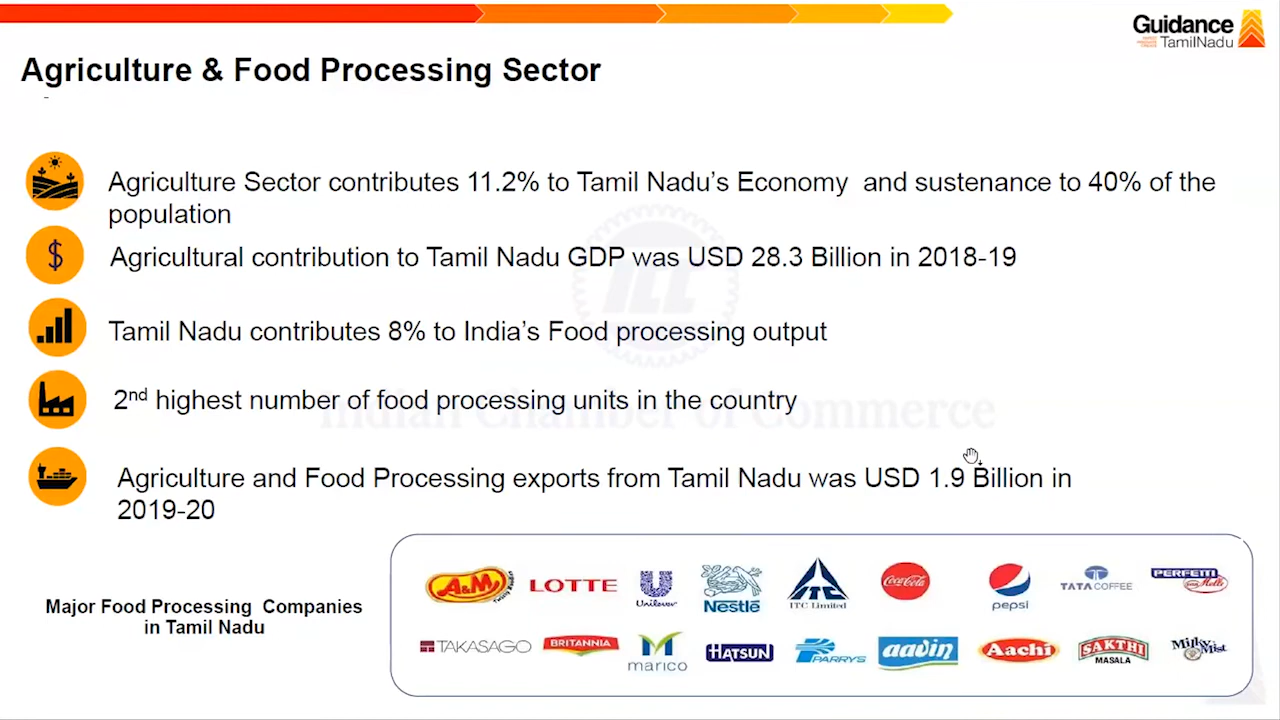 Guidance
TamilNadu
Agriculture & Food Processing Sector
Agriculture Sector contributes 11.2% to Tamil Nadu’s Economy  and sustenance to 40% of the
population
Agricultural contribution to Tamil Nadu GDP was USD 28.3 Billion in 2018-19
$
ICC
Tamil Nadu contributes 8% to India’s Food processing output
2nd highest number of food processing units in the country
Indian Chamber of Commerce
Agriculture and Food Processing exports from Tamil Nadu was USD 1.9 Billion in
2019-20
Major Food Processing  Companies
in Tamil Nadu
A&M LOTTE Unilever Nestlé ITC Limited Coca-Cola pepsi TATA COFFEE PERFETTI van Melle
TAKASAGO BRITANNIA marico HATSUN PARRYS aavin Aachi SAKTHI MASALA Milky Mist